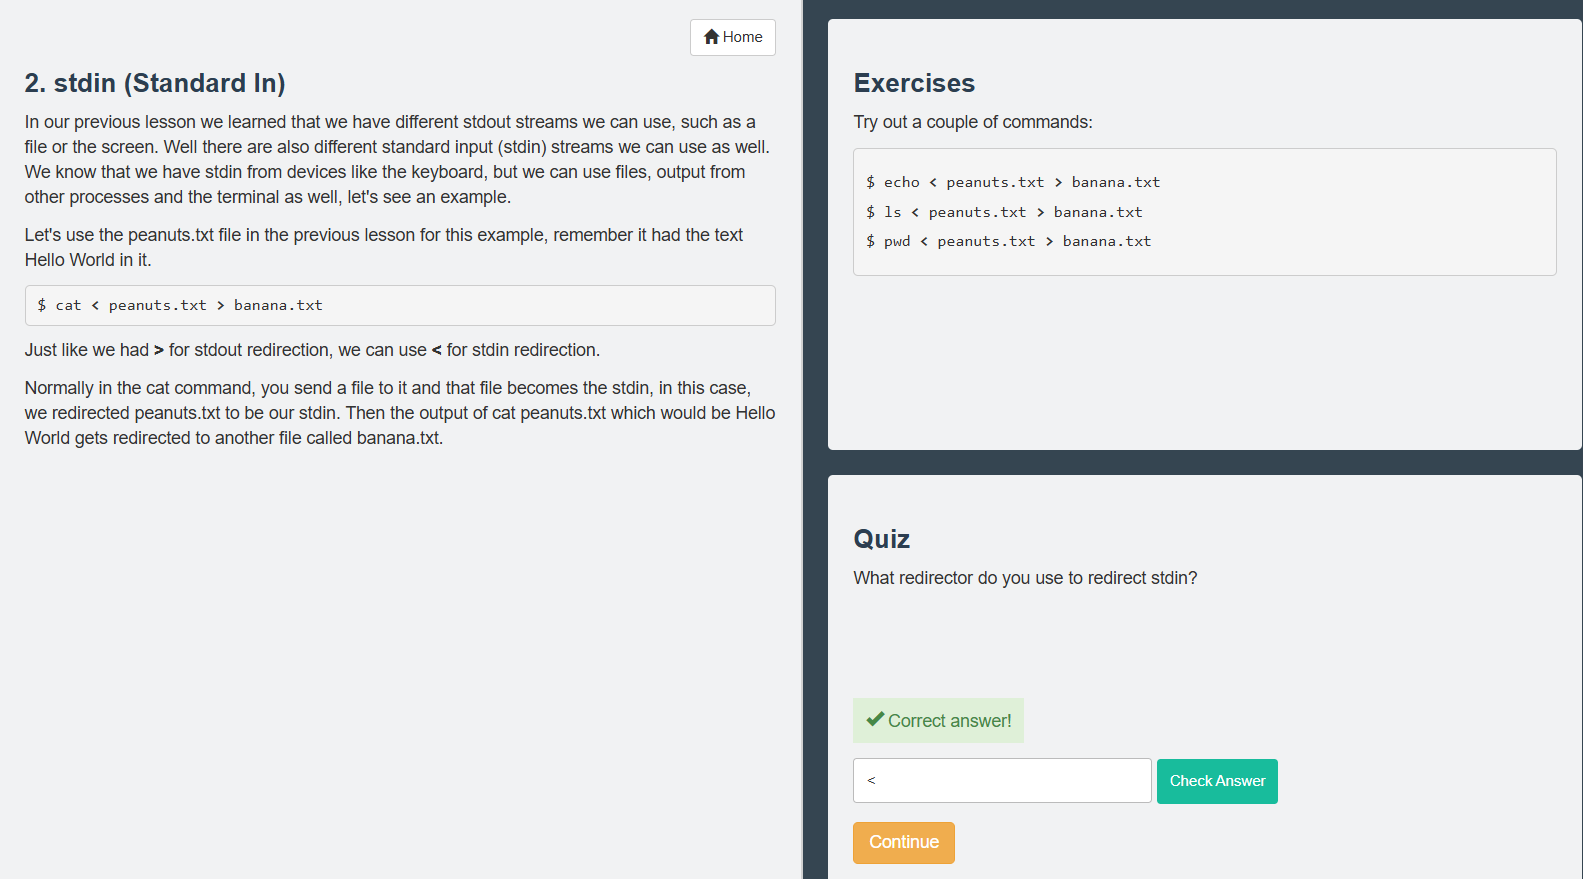 Home
2. stdin (Standard In)
In our previous lesson we learned that we have different stdout streams we can use, such as a
file or the screen. Well there are also different standard input (stdin) streams we can use as well.
We know that we have stdin from devices like the keyboard, but we can use files, output from
other processes and the terminal as well, let's see an example.
Let's use the peanuts.txt file in the previous lesson for this example, remember it had the text
Hello World in it.
$ cat < peanuts.txt > banana.txt
Just like we had > for stdout redirection, we can use < for stdin redirection.
Normally in the cat command, you send a file to it and that file becomes the stdin, in this case,
we redirected peanuts.txt to be our stdin. Then the output of cat peanuts.txt which would be Hello
World gets redirected to another file called banana.txt.
Exercises
Try out a couple of commands:
$ echo < peanuts.txt > banana.txt
$ ls < peanuts.txt > banana.txt
$ pwd < peanuts.txt > banana.txt
Quiz
What redirector do you use to redirect stdin?
Correct answer!
<
Check Answer
Continue